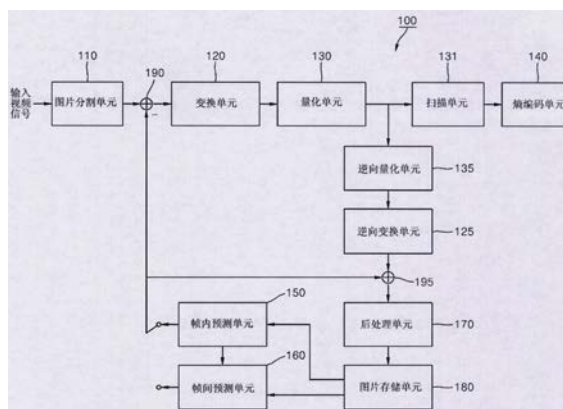 100
110
190
120
130
131
140
输入
视频
信号
图片分割单元
变换单元
量化单元
扫描单元
熵编码单元
逆向量化单元
135
逆向变换单元
125
195
150
帧内预测单元
后处理单元
170
160
帧间预测单元
图片存储单元
180